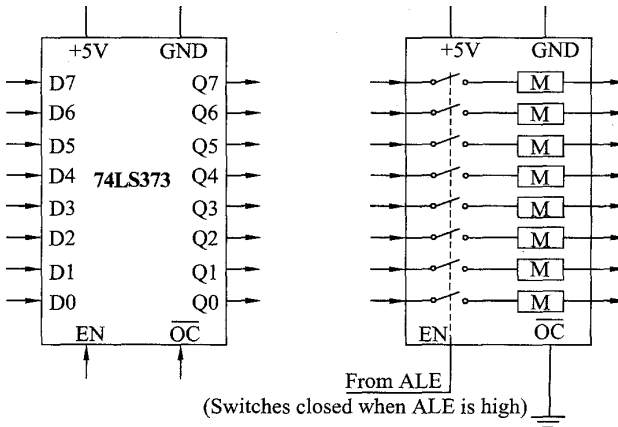 +5V GND
D7 Q7
D6 Q6
D5 Q5
D4 74LS373 Q4
D3 Q3
D2 Q2
D1 Q1
D0 Q0
EN OC
+5V GND
M
M
M
M
M
M
M
M
EN OC
From ALE
(Switches closed when ALE is high)